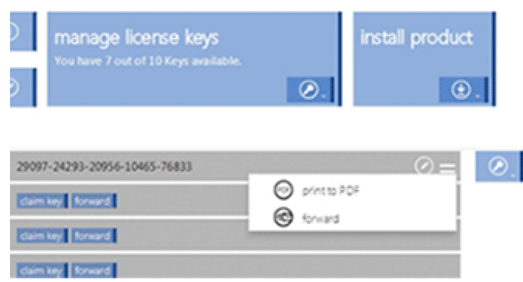 manage license keys
You have 7 out of 10 Keys available.
install product
29097-24293-20956-10465-76833
PDF print to PDF
forward
claim key forward
claim key forward
claim key forward